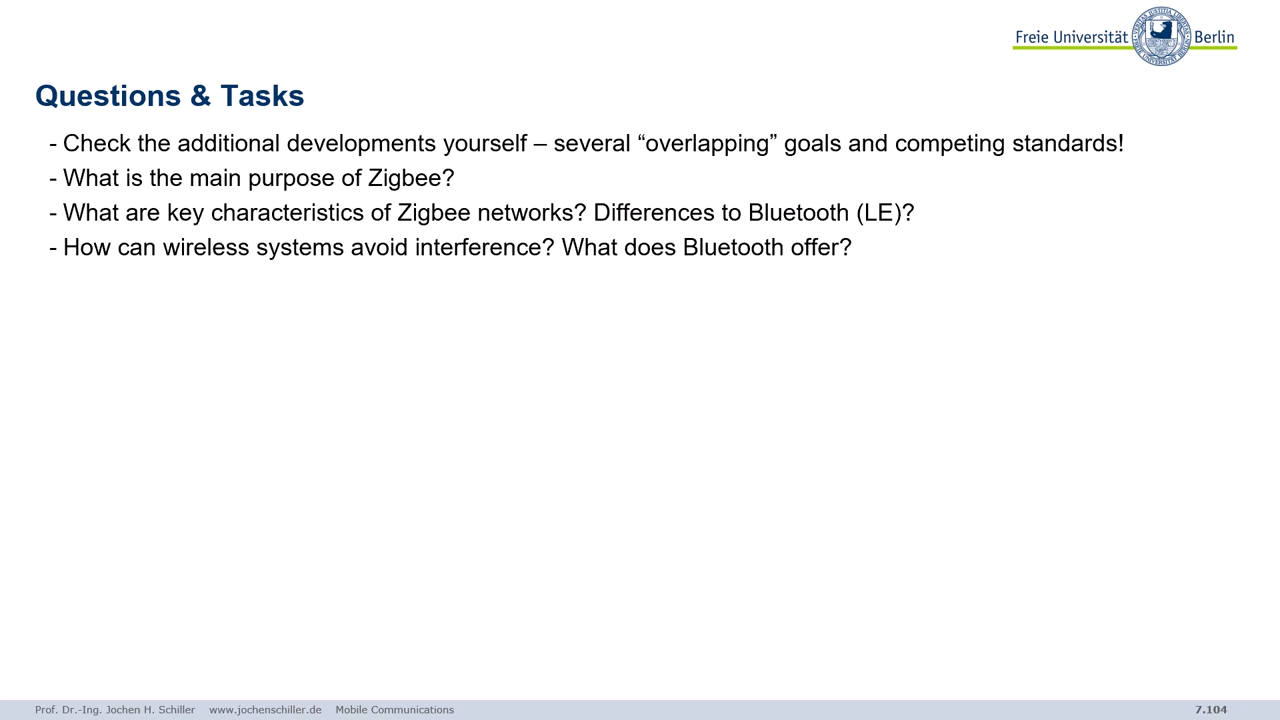 Freie Universität Berlin
Questions & Tasks
- Check the additional developments yourself – several “overlapping” goals and competing standards!
- What is the main purpose of Zigbee?
- What are key characteristics of Zigbee networks? Differences to Bluetooth (LE)?
- How can wireless systems avoid interference? What does Bluetooth offer?
Prof. Dr.-Ing. Jochen H. Schiller www.jochenschiller.de Mobile Communications 7.104